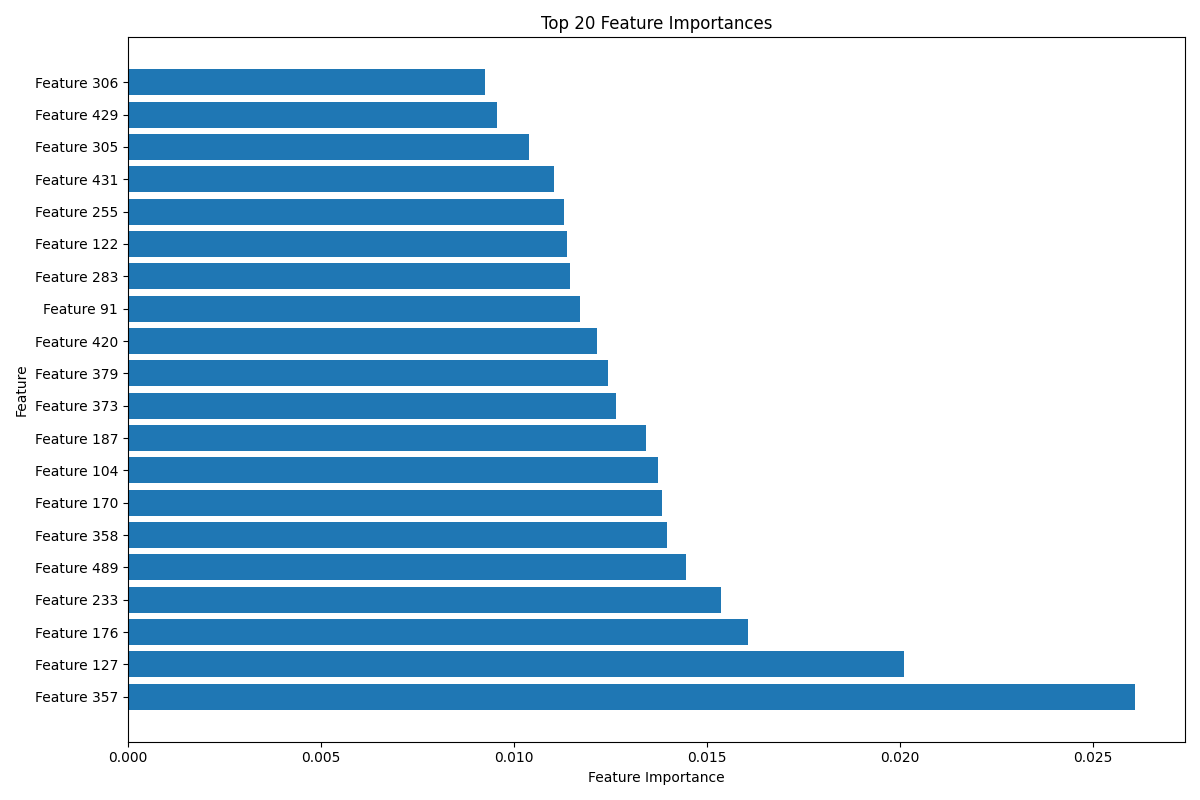 Top 20 Feature Importances
Feature 306
Feature 429
Feature 305
Feature 431
Feature 255
Feature 122
Feature 283
Feature 91
Feature 420
Feature 379
Feature 373
Feature 187
Feature 104
Feature 170
Feature 358
Feature 489
Feature 233
Feature 176
Feature 127
Feature 357
Feature
0.000 0.005 0.010 0.015 0.020 0.025
Feature Importance